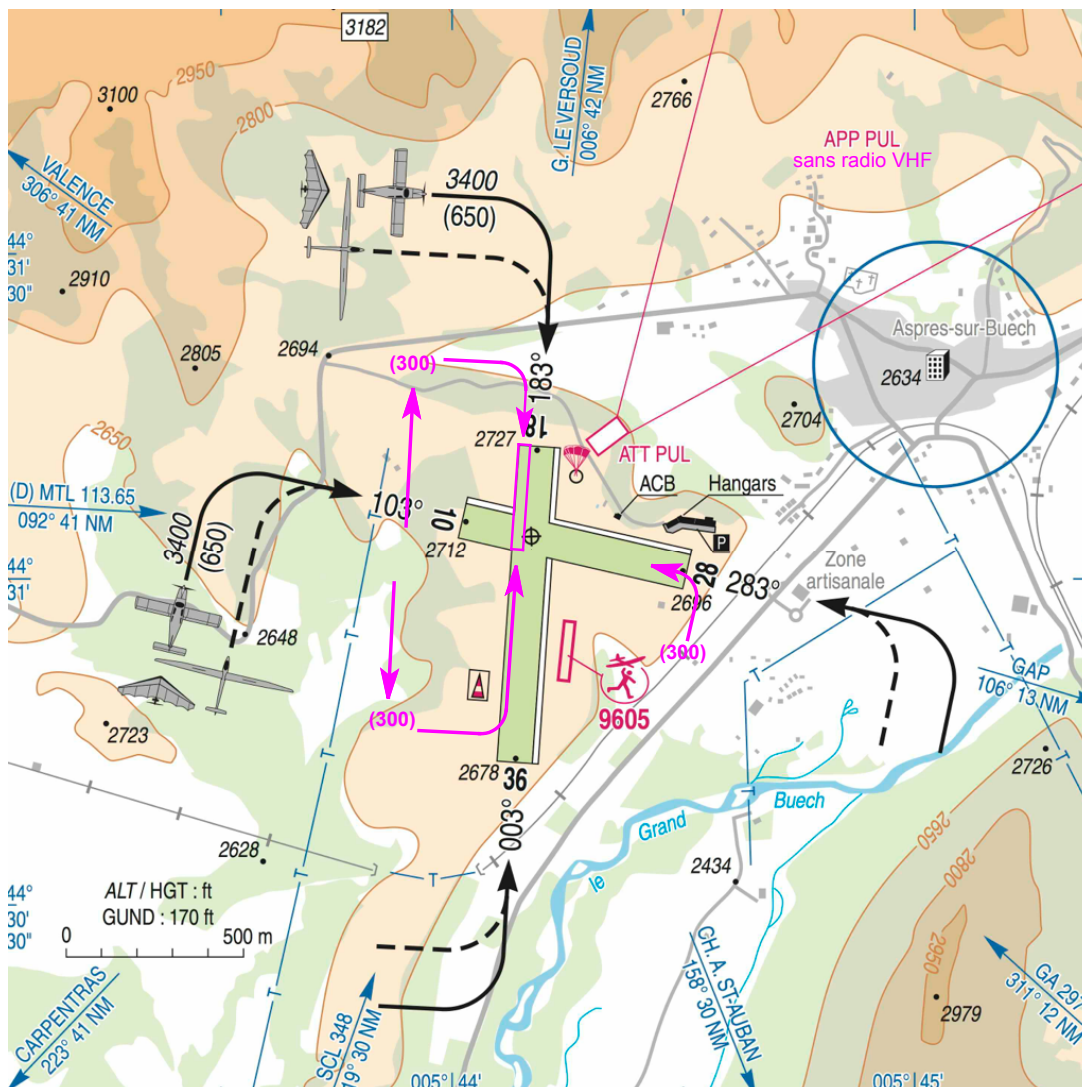 3182
2950
3100
2800
G. LE VERSOUD
006° 42 NM
2766
APP PUL
sans radio VHF
VALENCE
306° 41 NM
3400
(650)
44°
31'
30"
2910
2805
2694
Aspres-sur-Buech
2634
(300)
183°
18
2727
2704
2650
ATT PUL
ACB
Hangars
(D) MTL 113.65
092° 41 NM
3400
(650)
103°
10
2712
P
44°
31'
28
283°
2696
Zone
artisanale
2648
(300)
GAP
106° 13 NM
(300)
9605
2723
2678
36
2726
003°
Grand
Buech
le
2650
2800
2628
2434
ALT / HGT : ft
GUND : 170 ft
0
500 m
44°
30'
30"
2950
2979
CARPENTRAS
223° 41 NM
SCL 348
19° 30 NM
CH. A. ST-AUBAN
158° 30 NM
GA 297
311° 12 NM
005° 44'
005° 45'
T
T
T
T
T
T
T
T
T